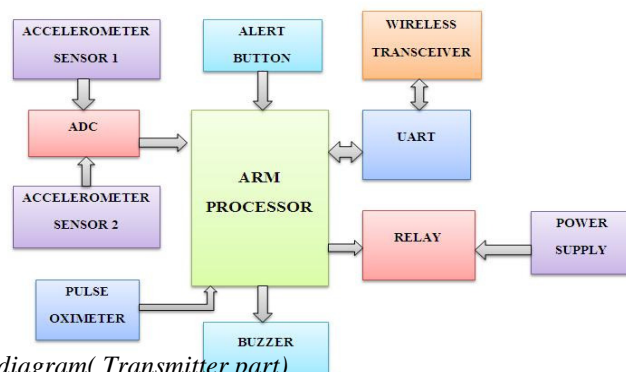 ACCELEROMETER
SENSOR 1
ALERT
BUTTON
WIRELESS
TRANSCEIVER
ADC
UART
ARM
PROCESSOR
ACCELEROMETER
SENSOR 2
RELAY
POWER
SUPPLY
PULSE
OXIMETER
BUZZER
diagram( Transmitter part)